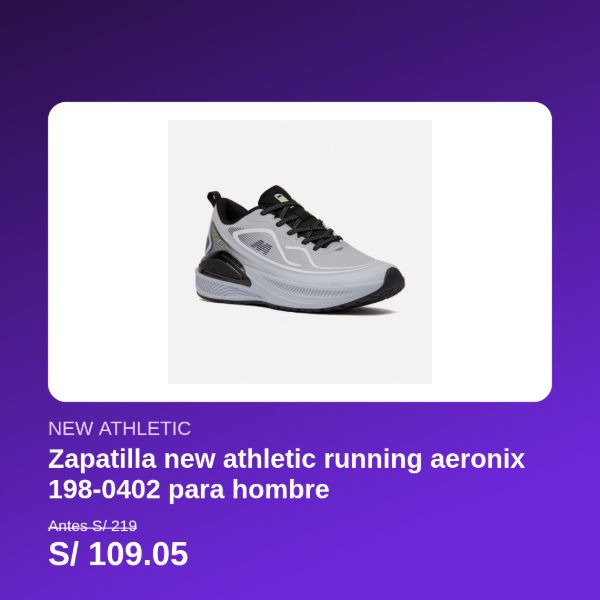 NEW ATHLETIC
Zapatilla new athletic running aeronix
198-0402 para hombre
Antes S/ 219
S/ 109.05